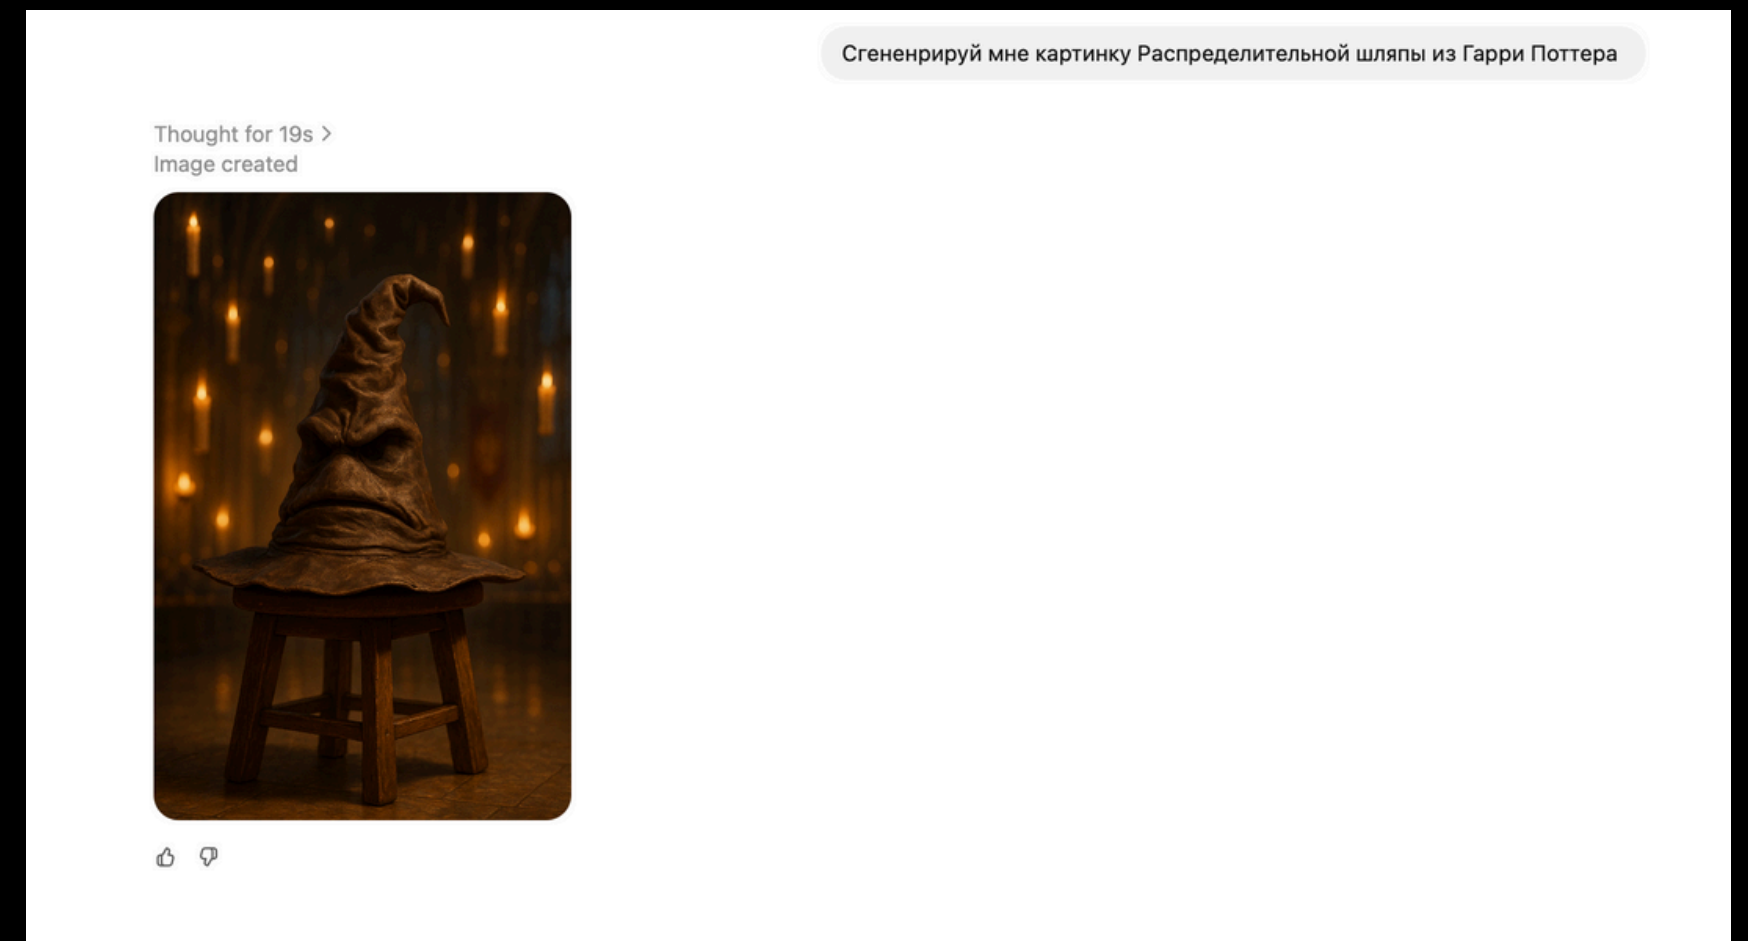 Сгененрируй мне картинку Распределительной шляпы из Гарри Поттера
Thought for 19s
Image created